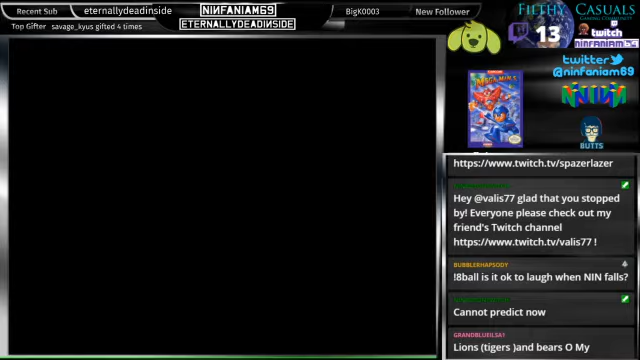 Recent Sub
eternallydeadinside
NINFANIAM69
ETERNALLYDEADINSIDE
BigK0003
New Follower
Top Gifter savage_kyus gifted 4 times
13
FILTHY CASUALS
GAMING COMMUNITY
twitch
NINFANIAM69
twitter
@ninfaniam69
BUTTS
https://www.twitch.tv/spazerlazer
Hey @valis77 glad that you stopped
by! Everyone please check out my
friend's Twitch channel
https://www.twitch.tv/valis77 !
BUBBLERHAPSODY
!8ball is it ok to laugh when NIN falls?
Cannot predict now
GRANDBLUEILSA1
Lions (tigers )and bears O My